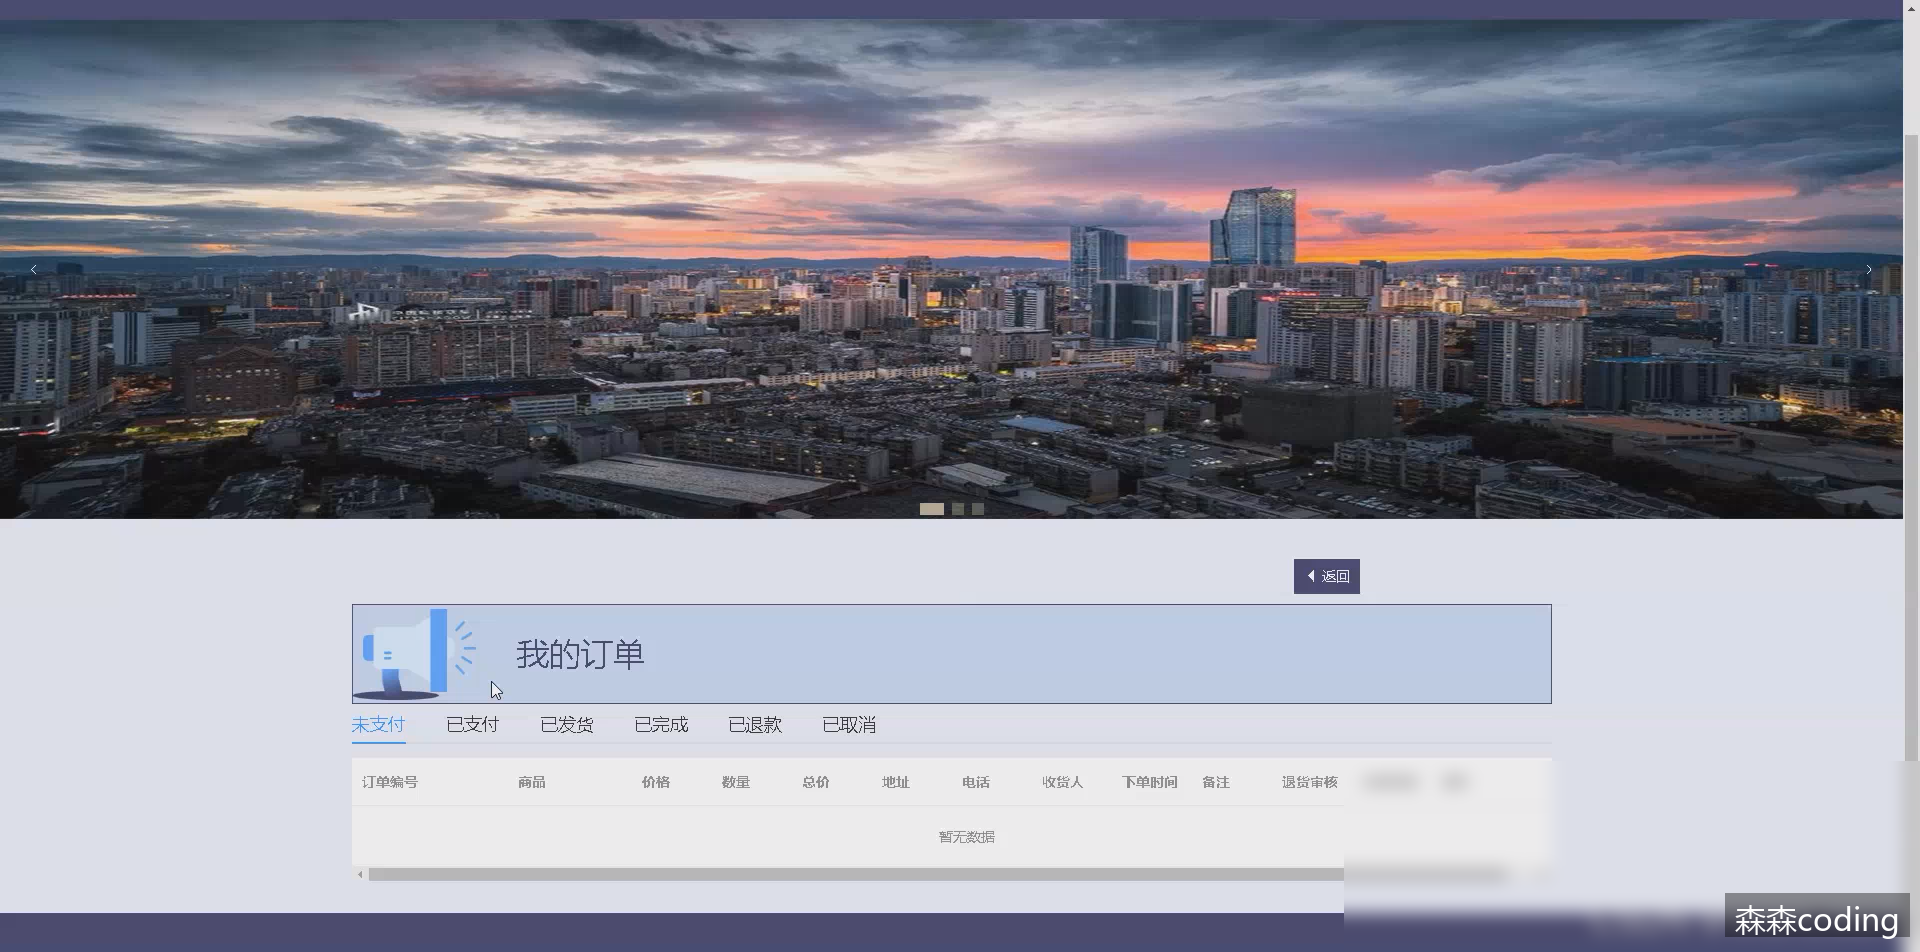 返回
我的订单
未支付 已支付 已发货 已完成 已退款 已取消
订单编号 商品 价格 数量 总价 地址 电话 收货人 下单时间 备注 退货审核
暂无数据
森森coding